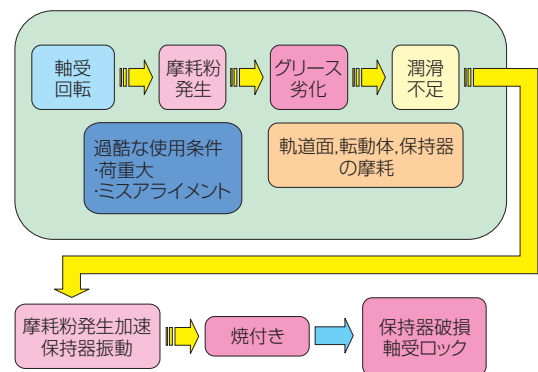 軸受
回転
摩耗粉
発生
グリース
劣化
潤滑
不足
過酷な使用条件
・荷重大
・ミスアライメント
軌道面,転動体,保持器
の摩耗
摩耗粉発生加速
保持器振動
焼付き
保持器破損
軸受ロック